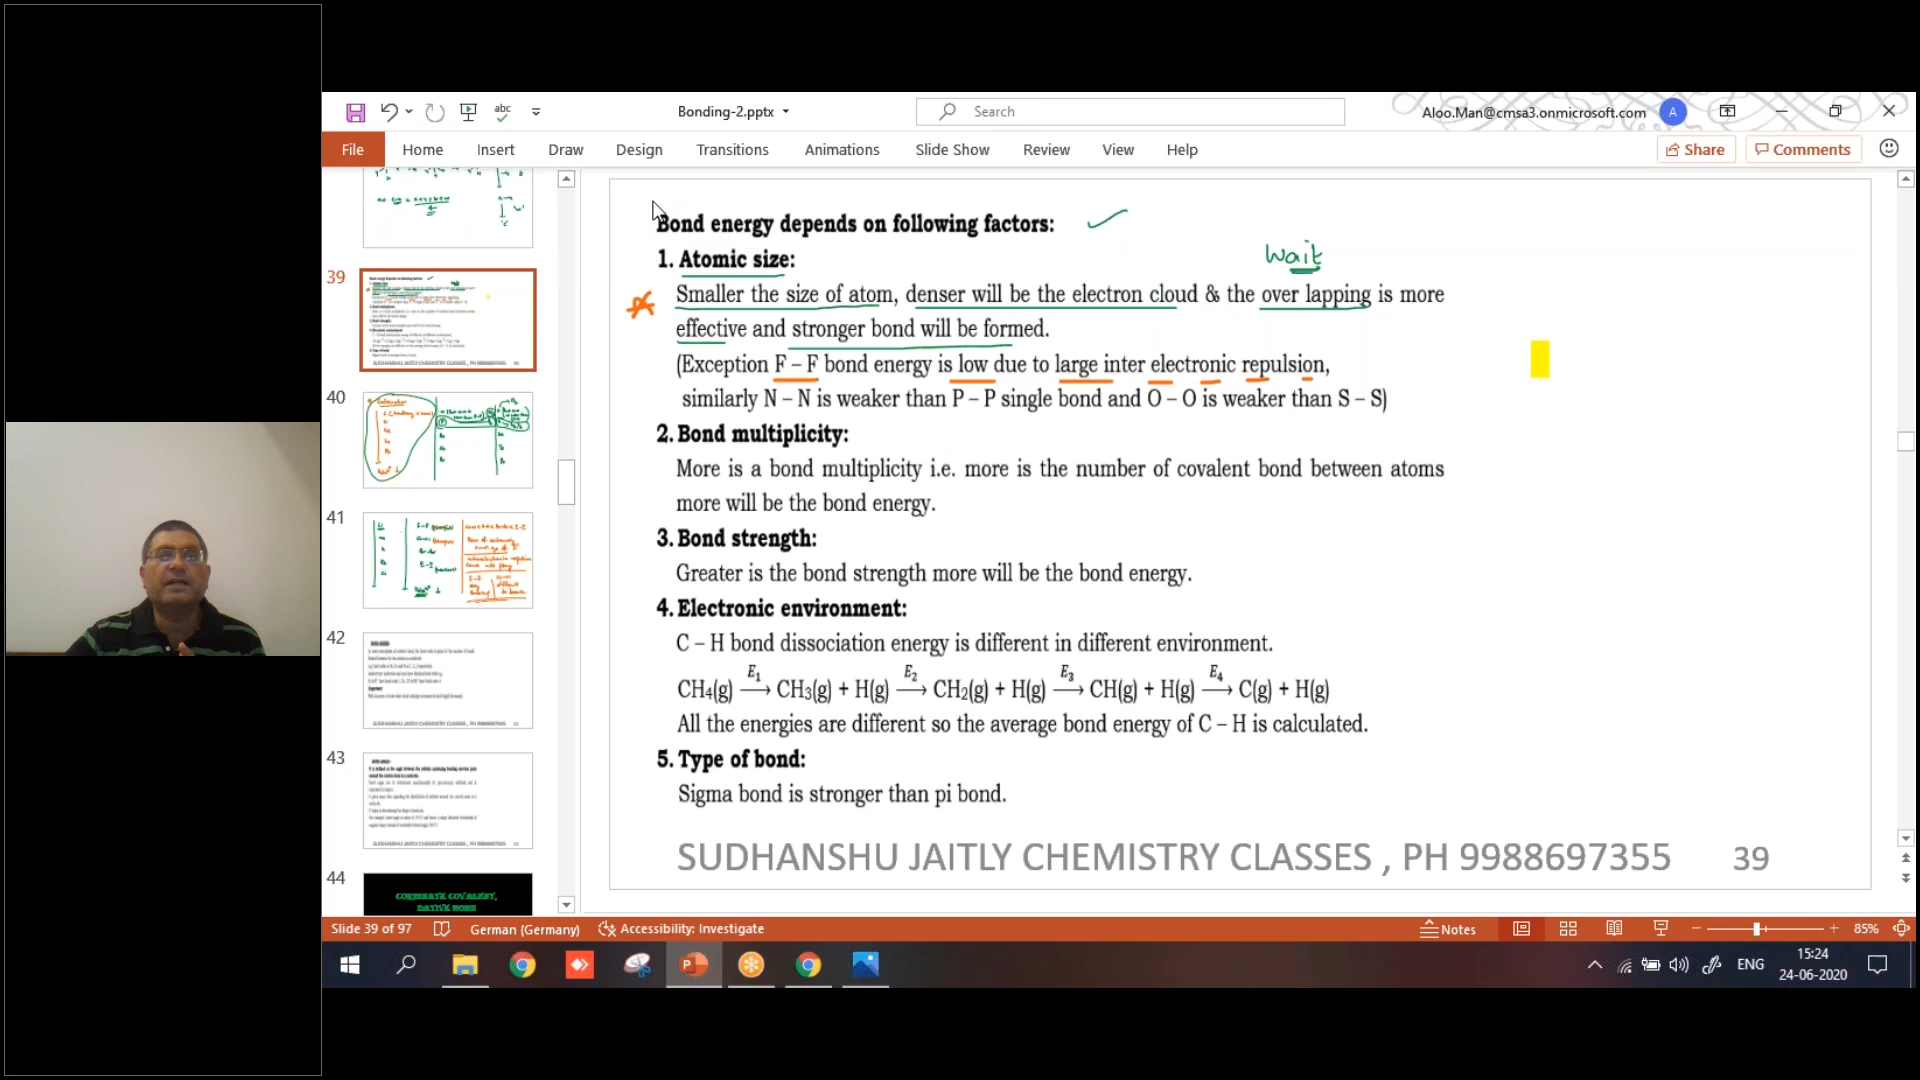 abc
Bonding-2.pptx
Search
Aloo.Man@cmsa3.onmicrosoft.com
A
File Home Insert Draw Design Transitions Animations Slide Show Review View Help
Share
Comments
39
40
41
42
43
44
CORDINATE COVALENT,
DATIVE BOND
Bond energy depends on following factors:
1. Atomic size:
wait
Smaller the size of atom, denser will be the electron cloud & the over lapping is more
effective and stronger bond will be formed.
(Exception F – F bond energy is low due to large inter electronic repulsion,
similarly N – N is weaker than P – P single bond and O – O is weaker than S – S)
2. Bond multiplicity:
More is a bond multiplicity i.e. more is the number of covalent bond between atoms
more will be the bond energy.
3. Bond strength:
Greater is the bond strength more will be the bond energy.
4. Electronic environment:
C – H bond dissociation energy is different in different environment.
CH4(g) E1⟶ CH3(g) + H(g) E2⟶ CH2(g) + H(g) E3⟶ CH(g) + H(g) E4⟶ C(g) + H(g)
All the energies are different so the average bond energy of C – H is calculated.
5. Type of bond:
Sigma bond is stronger than pi bond.
SUDHANSHU JAITLY CHEMISTRY CLASSES , PH 9988697355 39
Slide 39 of 97 German (Germany) Accessibility: Investigate Notes 85%
ENG
15:24
24-06-2020